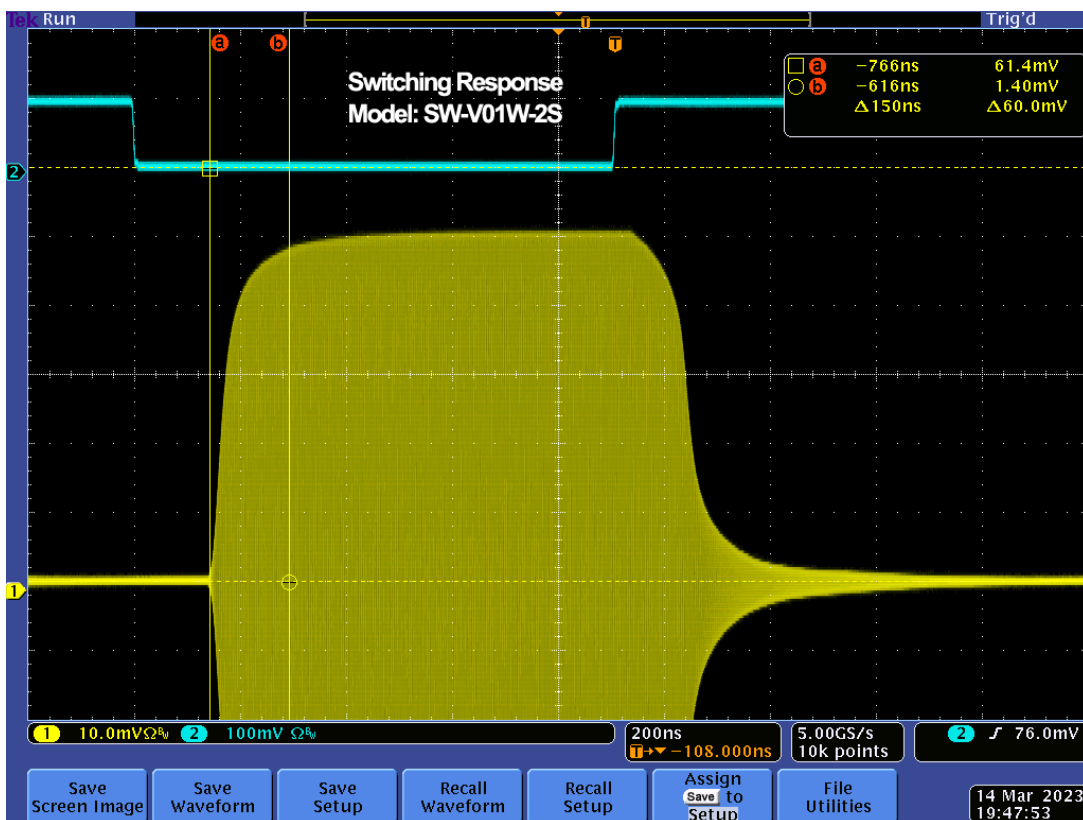 Tek Run Trig'd
a b T
T
Switching Response
Model: SW-V01W-2S
a −766ns 61.4mV
b −616ns 1.40mV
Δ150ns Δ60.0mV
2
1
1 10.0mVΩBW 2 100mV ΩBW 200ns 5.00GS/s 2 76.0mV
T→▼−108.000ns 10k points
Save Screen Image
Save Waveform
Save Setup
Recall Waveform
Recall Setup
Assign Save to Setup
File Utilities
14 Mar 2023
19:47:53